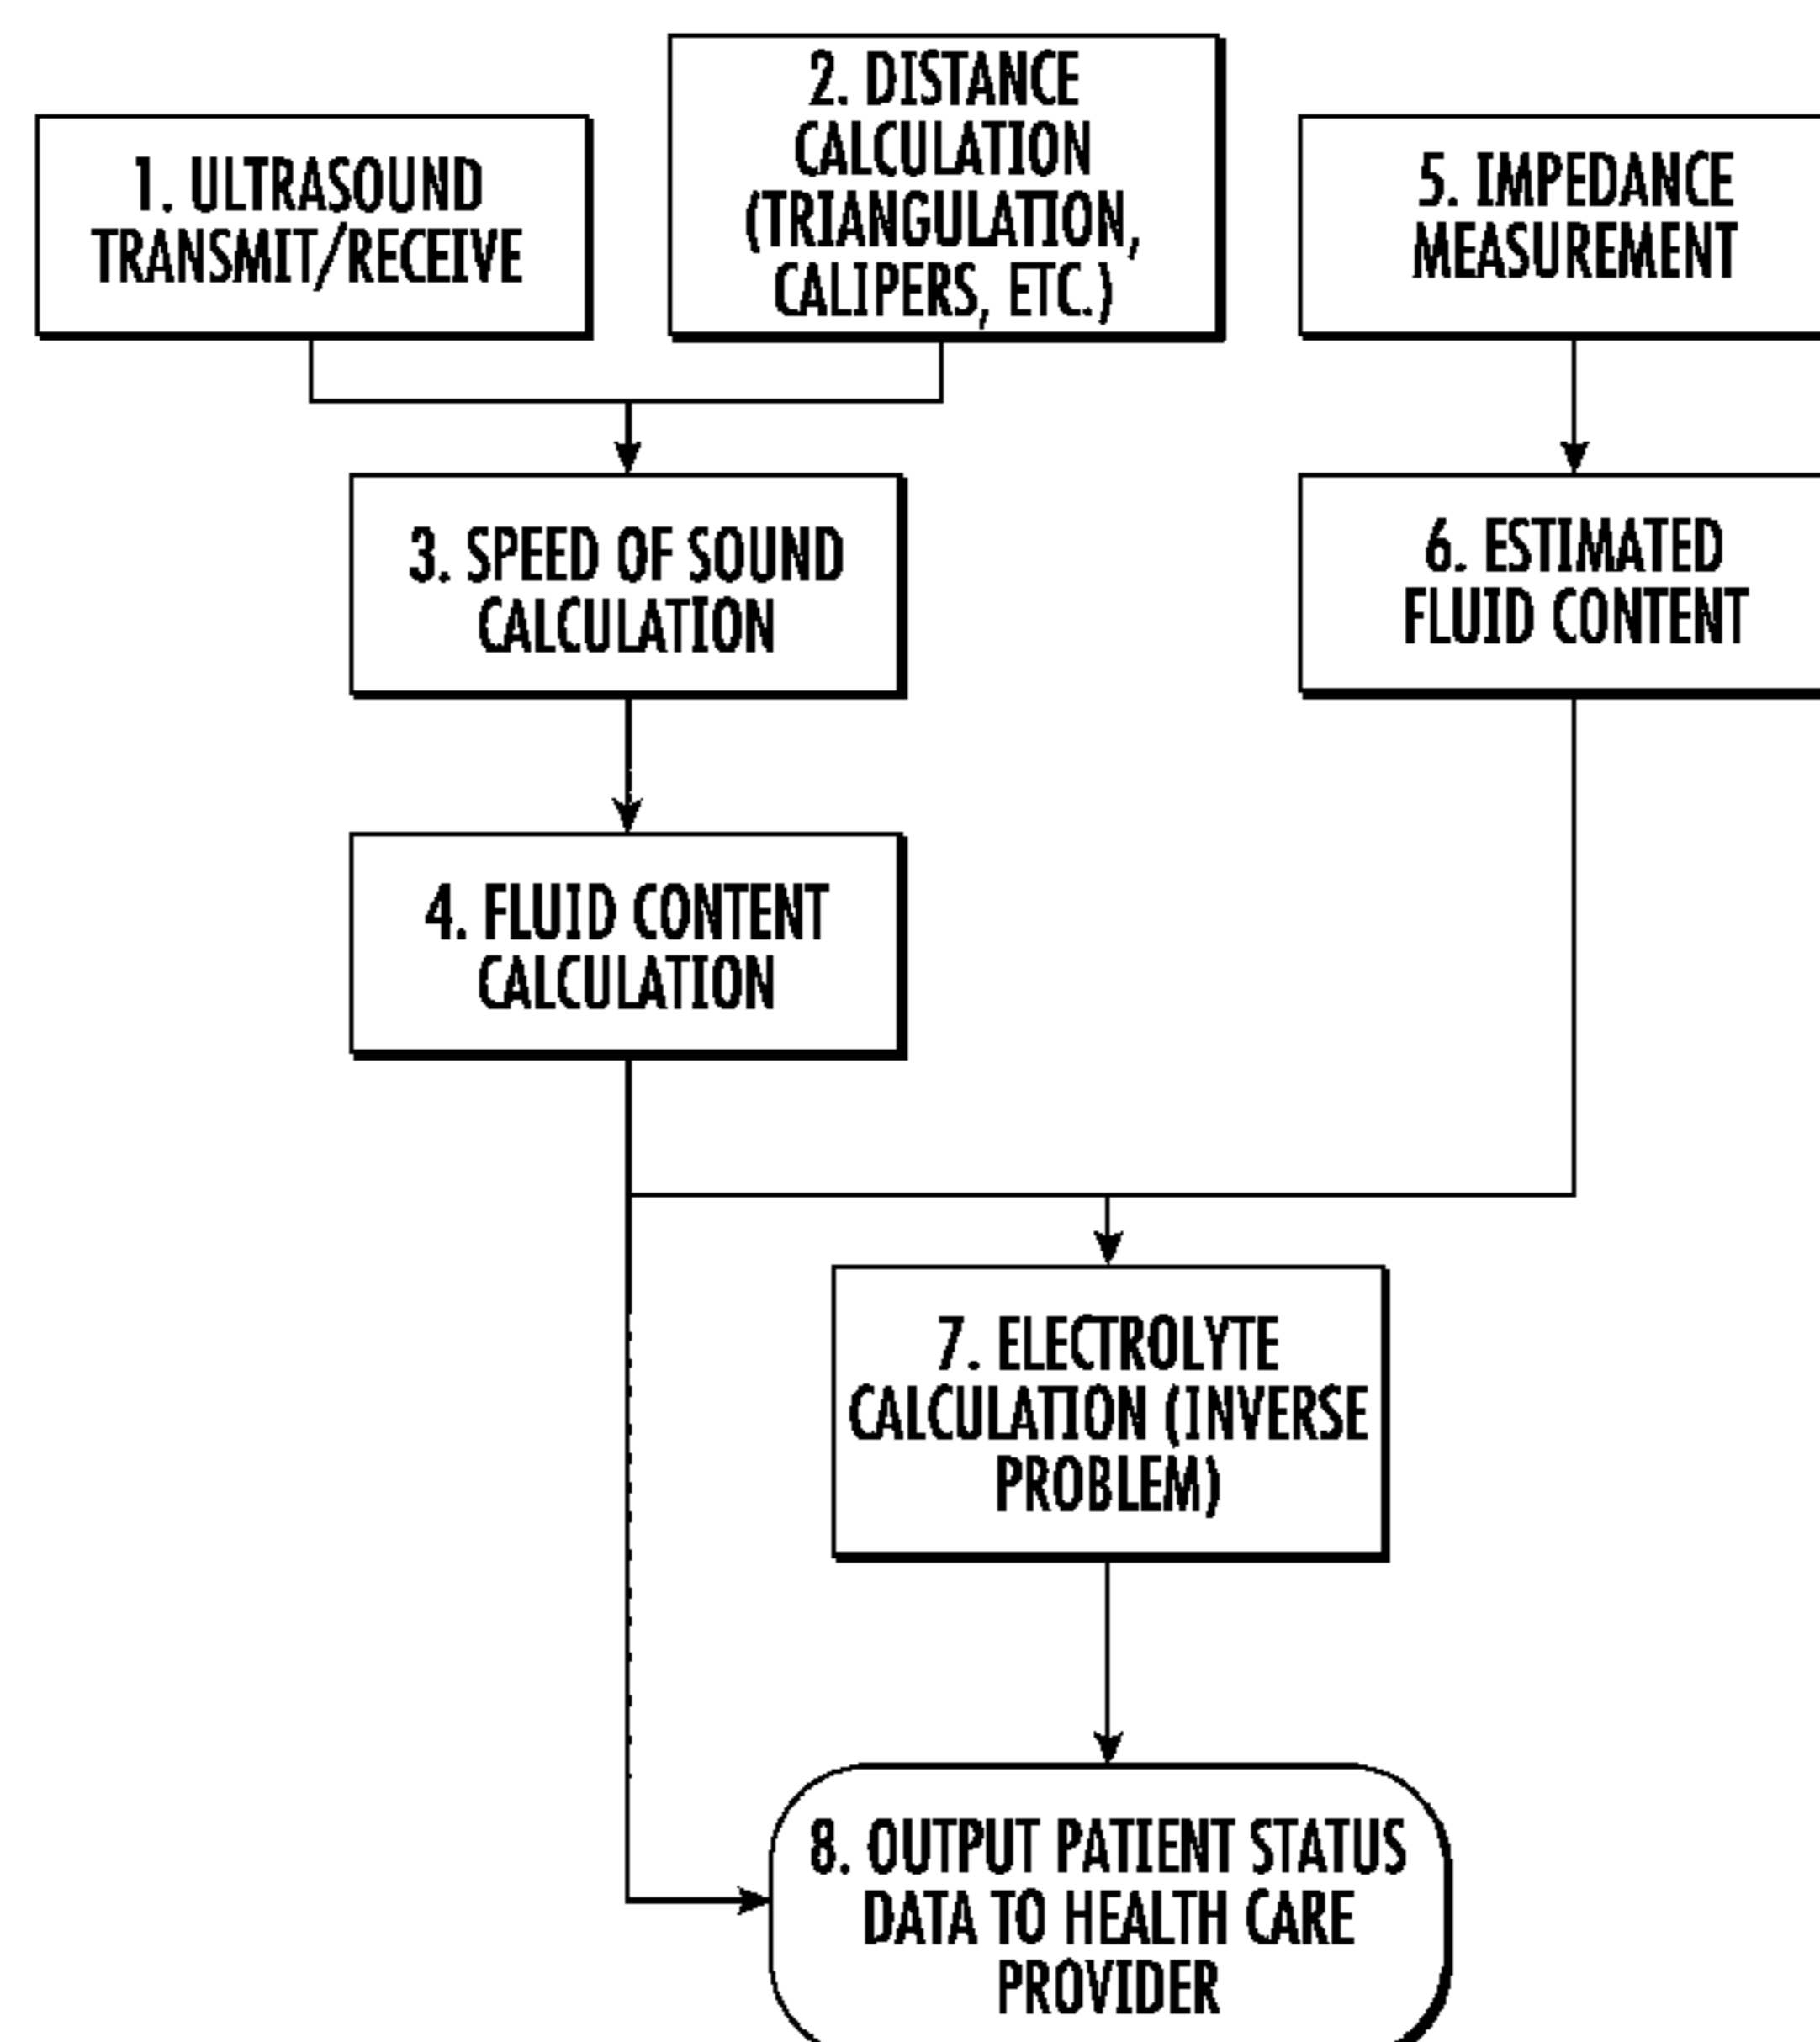 1. ULTRASOUND
TRANSMIT/RECEIVE
2. DISTANCE
CALCULATION
(TRIANGULATION,
CALIPERS, ETC.)
5. IMPEDANCE
MEASUREMENT
3. SPEED OF SOUND
CALCULATION
6. ESTIMATED
FLUID CONTENT
4. FLUID CONTENT
CALCULATION
7. ELECTROLYTE
CALCULATION (INVERSE
PROBLEM)
8. OUTPUT PATIENT STATUS
DATA TO HEALTH CARE
PROVIDER